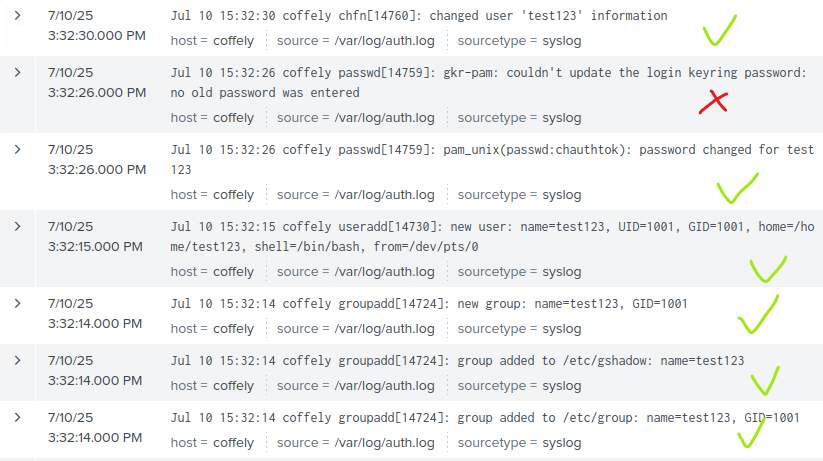 7/10/25 Jul 10 15:32:30 coffely chfn[14760]: changed user 'test123' information
3:32:30.000 PM host = coffely source = /var/log/auth.log sourcetype = syslog
7/10/25 Jul 10 15:32:26 coffely passwd[14759]: gkr-pam: couldn't update the login keyring password:
3:32:26.000 PM no old password was entered
host = coffely source = /var/log/auth.log sourcetype = syslog
7/10/25 Jul 10 15:32:26 coffely passwd[14759]: pam_unix(passwd:chauthtok): password changed for test
3:32:26.000 PM 123
host = coffely source = /var/log/auth.log sourcetype = syslog
7/10/25 Jul 10 15:32:15 coffely useradd[14730]: new user: name=test123, UID=1001, GID=1001, home=/ho
3:32:15.000 PM me/test123, shell=/bin/bash, from=/dev/pts/0
host = coffely source = /var/log/auth.log sourcetype = syslog
7/10/25 Jul 10 15:32:14 coffely groupadd[14724]: new group: name=test123, GID=1001
3:32:14.000 PM host = coffely source = /var/log/auth.log sourcetype = syslog
7/10/25 Jul 10 15:32:14 coffely groupadd[14724]: group added to /etc/gshadow: name=test123
3:32:14.000 PM host = coffely source = /var/log/auth.log sourcetype = syslog
7/10/25 Jul 10 15:32:14 coffely groupadd[14724]: group added to /etc/group: name=test123, GID=1001
3:32:14.000 PM host = coffely source = /var/log/auth.log sourcetype = syslog